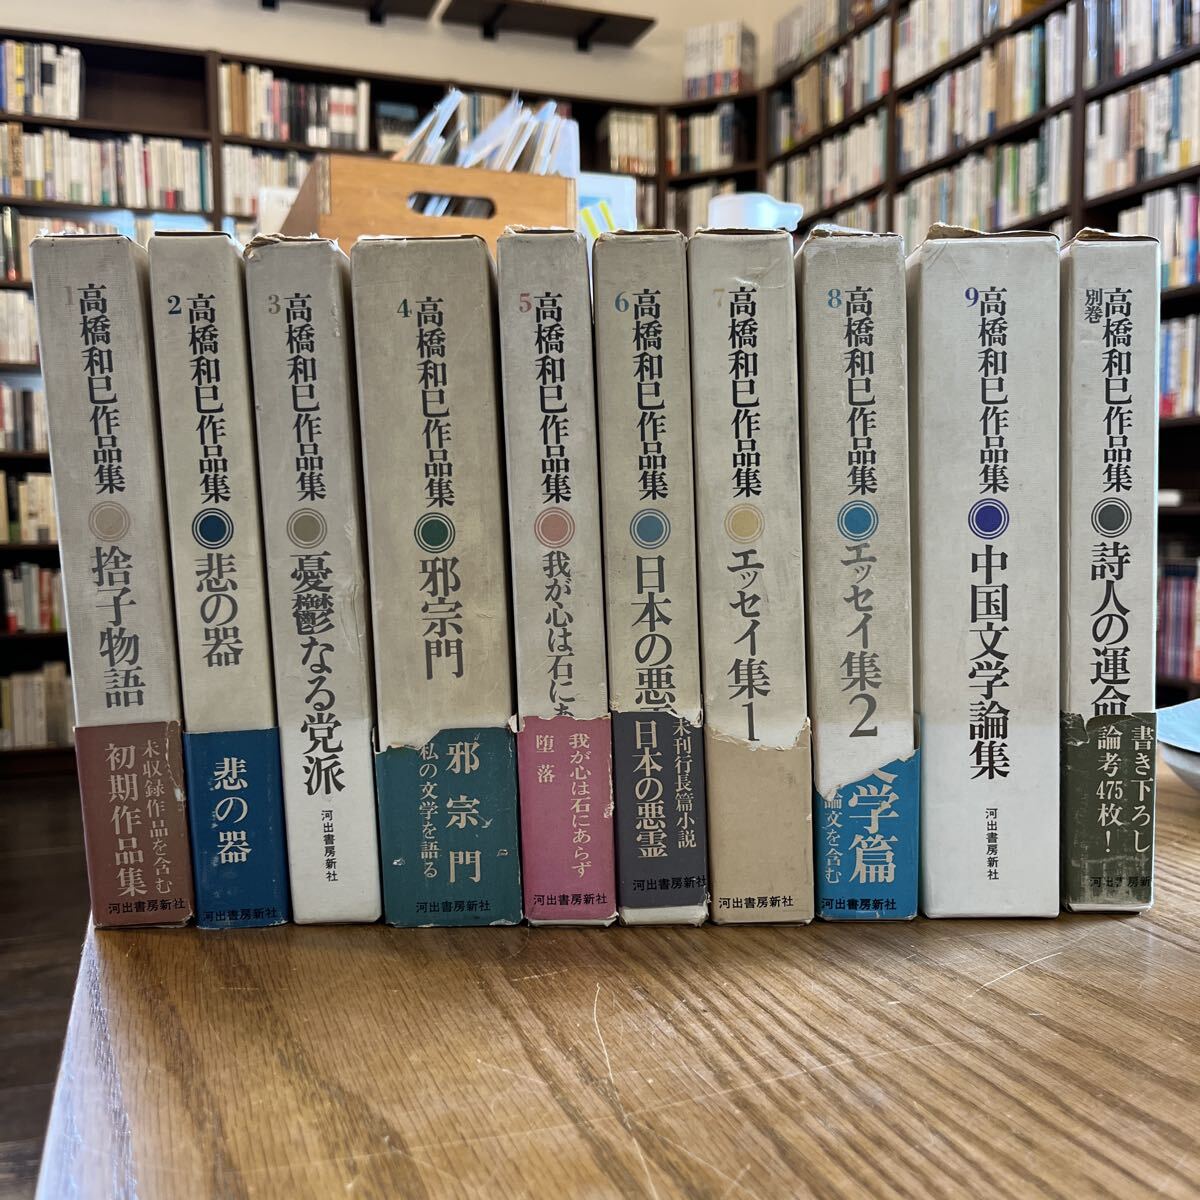 1
高橋和巳作品集
捨子物語
未収録作品を含む
初期作品集
河出書房新社
2
高橋和巳作品集
悲の器
悲の器
河出書房新社
3
高橋和巳作品集
憂鬱なる党派
河出書房新社
4
高橋和巳作品集
邪宗門
邪宗門
私の文学を語る
河出書房新社
5
高橋和巳作品集
我が心は石にあ
我が心は石にあらず
堕落
河出書房新社
6
高橋和巳作品集
日本の悪
未刊行長篇小説
日本の悪霊
河出書房新社
7
高橋和巳作品集
エッセイ集1
河出書房新社
8
高橋和巳作品集
エッセイ集2
文学篇
論文を含む
河出書房新社
9
高橋和巳作品集
中国文学論集
河出書房新社
別巻
高橋和巳作品集
詩人の運命
書き下ろし
論考475枚!
河出書房新